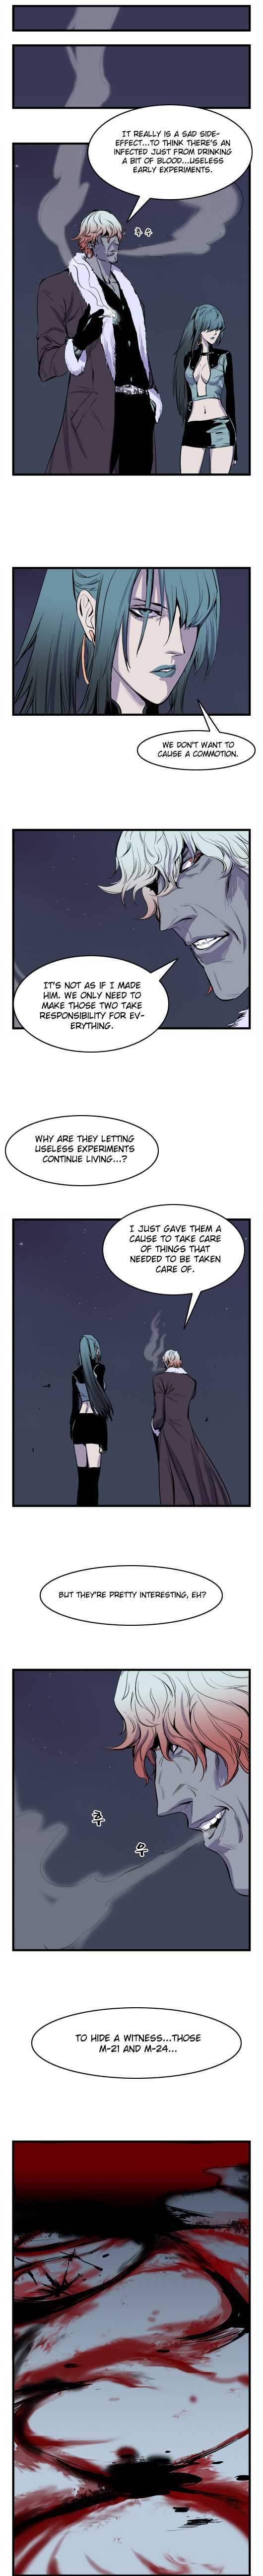 IT REALLY IS A SAD SIDE-
EFFECT...TO THINK THERE'S AN
INFECTED JUST FROM DRINKING
A BIT OF BLOOD...USELESS
EARLY EXPERIMENTS.
후우
WE DON'T WANT TO
CAUSE A COMMOTION.
IT'S NOT AS IF I MADE
HIM. WE ONLY NEED TO
MAKE THOSE TWO TAKE
RESPONSIBILITY FOR EV-
ERYTHING.
WHY ARE THEY LETTING
USELESS EXPERIMENTS
CONTINUE LIVING...?
I JUST GAVE THEM A
CAUSE TO TAKE CARE
OF THINGS THAT
NEEDED TO BE TAKEN
CARE OF.
BUT THEY'RE PRETTY INTERESTING, EH?
후
우
TO HIDE A WITNESS...THOSE
M-21 AND M-24...